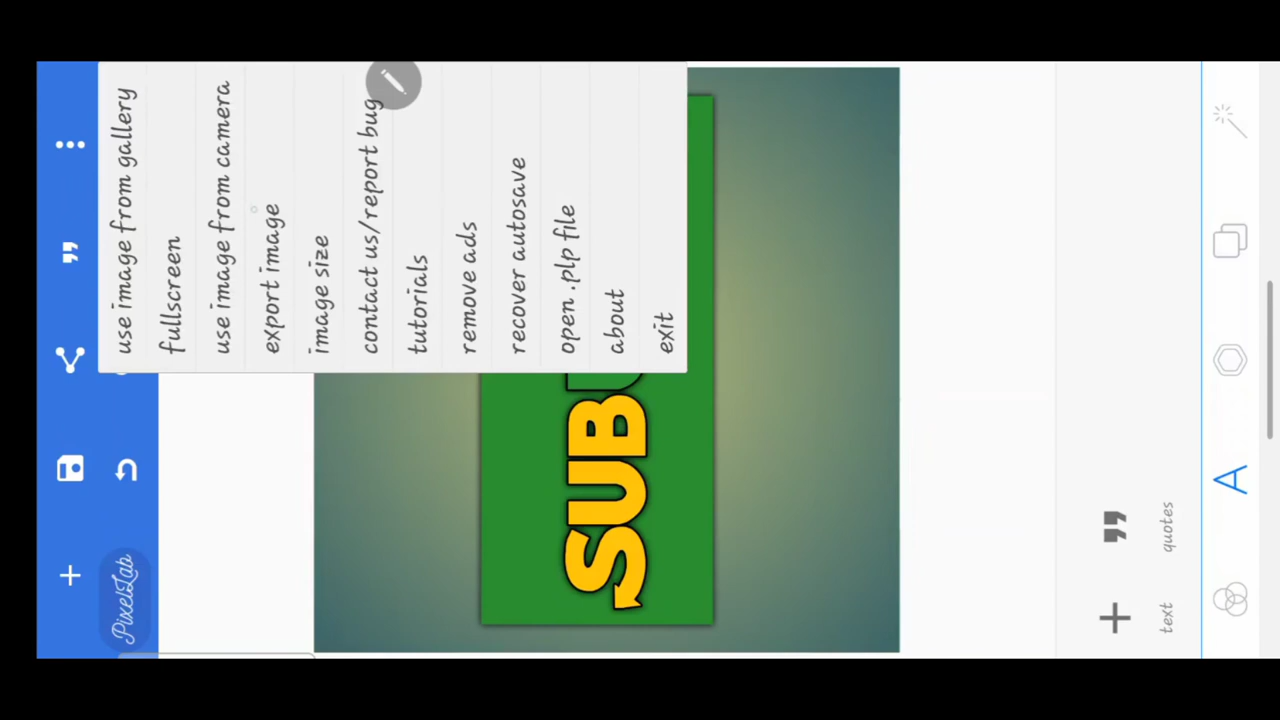 PixelLab
use image from gallery
fullscreen
use image from camera
export image
image size
contact us/report bug
tutorials
remove ads
recover autosave
open .plp file
about
exit
SUB
text
quotes